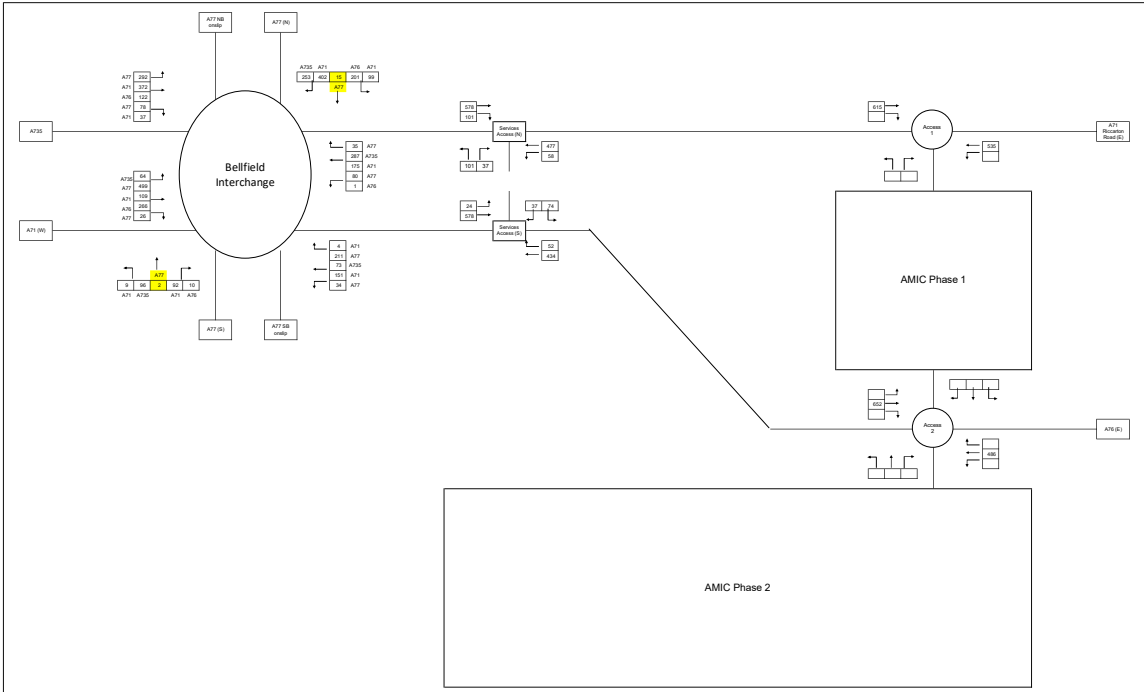 A77 NB
onslip
A77 (N)
A735 A71 A76 A71
253 402 15 201 99
A77
A77 292
A71 372
A76 122
A77 78
A71 37
A735
Bellfield
Interchange
35 A77
287 A735
175 A71
80 A77
1 A76
578
101
Services
Access (N)
477
58
101 37
615
Access
1
535
A71
Riccarton
Road (E)
A735 64
A77 499
A71 109
A76 266
A77 26
A71 (W)
24
578
37 74
Services
Access (S)
52
434
4 A71
211 A77
73 A735
151 A71
34 A77
A77
9 96 2 92 10
A71 A735 A71 A76
A77 (S)
A77 SB
onslip
AMIC Phase 1
652
Access
2
486
A76 (E)
AMIC Phase 2